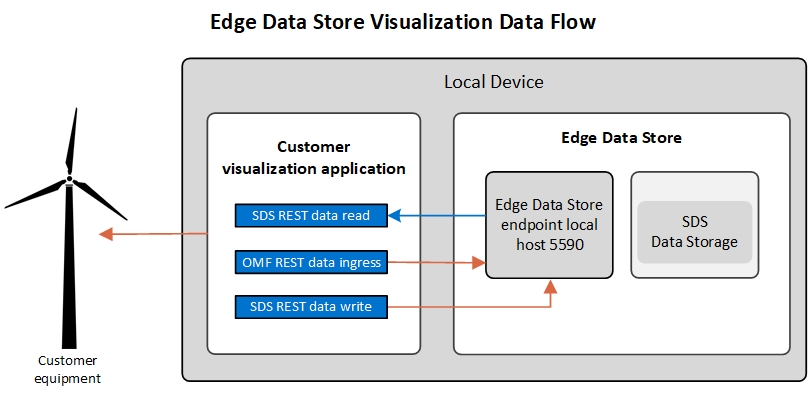 Edge Data Store Visualization Data Flow
Local Device
Customer
visualization application
SDS REST data read
OMF REST data ingress
SDS REST data write
Edge Data Store
Edge Data Store
endpoint local
host 5590
SDS
Data Storage
Customer
equipment